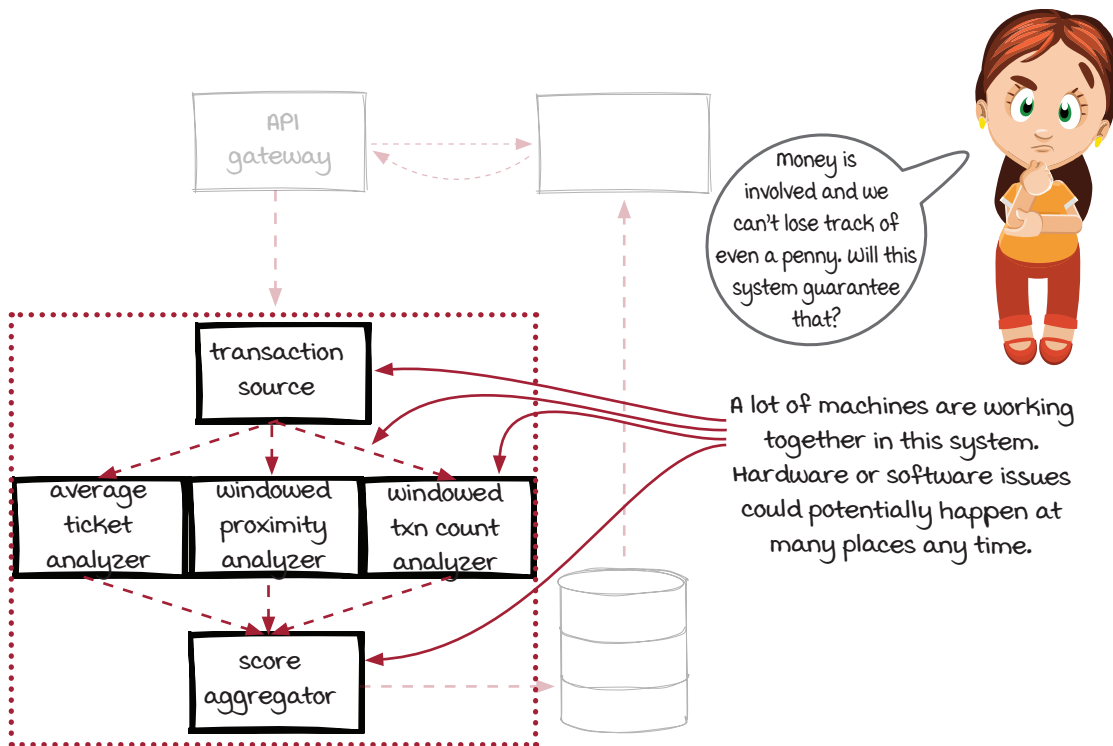 API
gateway
money is
involved and we
can't lose track of
even a penny. Will this
system guarantee
that?
transaction
source
A lot of machines are working
together in this system.
Hardware or software issues
could potentially happen at
many places any time.
average
ticket
analyzer
windowed
proximity
analyzer
windowed
txn count
analyzer
score
aggregator